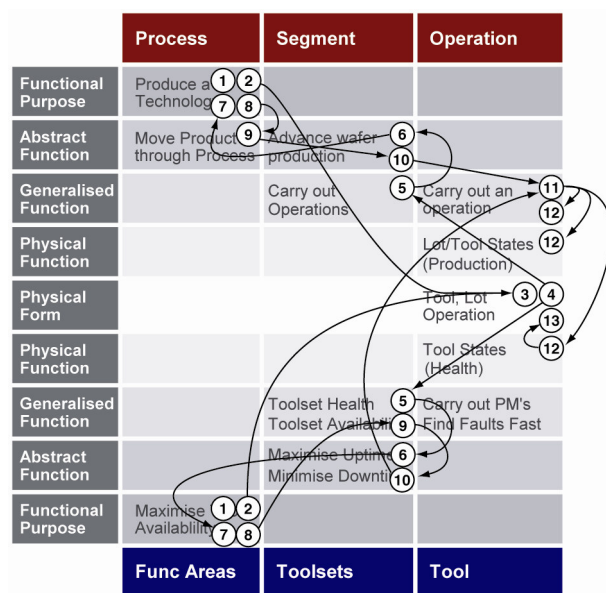 Process Segment Operation
Functional
Purpose
Produce a
Technolog
1 2
7 8
Abstract
Function
Move Product
through Process
9
Advance wafer
production
6
10
Generalised
Function
Carry out
Operations
5
Carry out an
operation
11
12
Physical
Function
Lot/Tool States
(Production)
12
Physical
Form
Tool, Lot
Operation
3 4
13
Physical
Function
Tool States
(Health)
12
Generalised
Function
Toolset Health
Toolset Availabili
5
9
Carry out PM's
Find Faults Fast
Abstract
Function
Maximise Uptime
Minimise Downti
6
10
Functional
Purpose
Maximise
Availablility
1 2
7 8
Func Areas Toolsets Tool